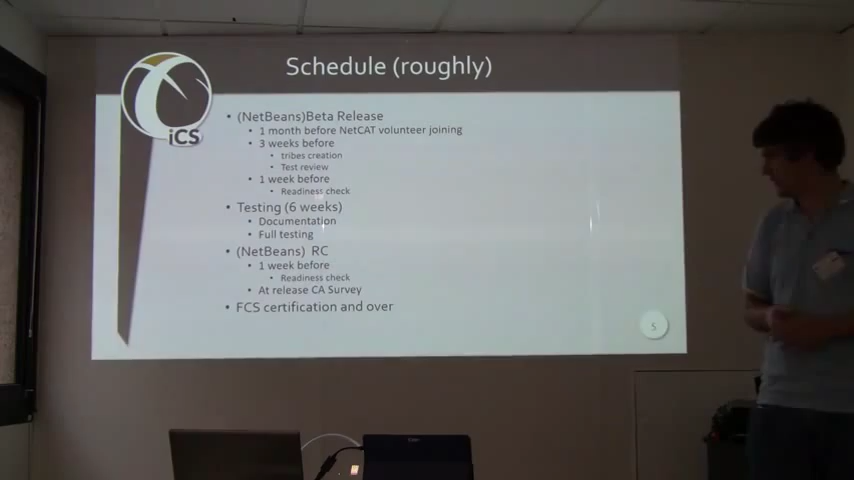 Schedule (roughly)
iCS
• (NetBeans)Beta Release
• 1 month before NetCAT volunteer joining
• 3 weeks before
• tribes creation
• Test review
• 1 week before
• Readiness check
• Testing (6 weeks)
• Documentation
• Full testing
• (NetBeans) RC
• 1 week before
• Readiness check
• At release CA Survey
• FCS certification and over
5